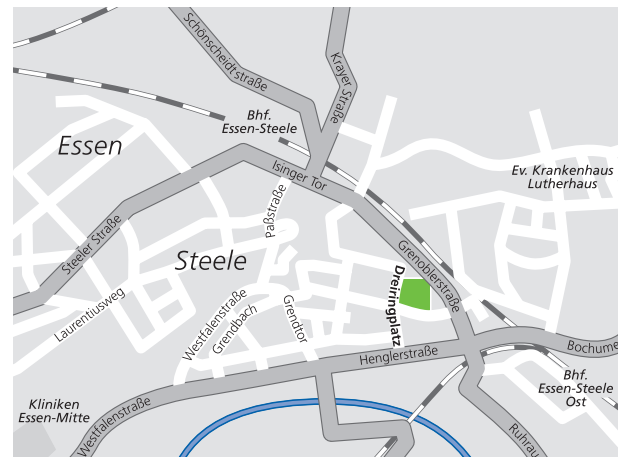 Schönscheidtstraße
Krayer Straße
Bhf.
Essen-Steele
Essen
Isinger Tor
Ev. Krankenhaus
Lutherhaus
Paßstraße
Steeler Straße
Steele
Grenoblerstraße
Dreiringplatz
Laurentiusweg
Westfalenstraße
Grendbach
Grendtor
Henglerstraße
Bochume
Bhf.
Essen-Steele
Ost
Kliniken
Essen-Mitte
Westfalenstraße
Ruhrau